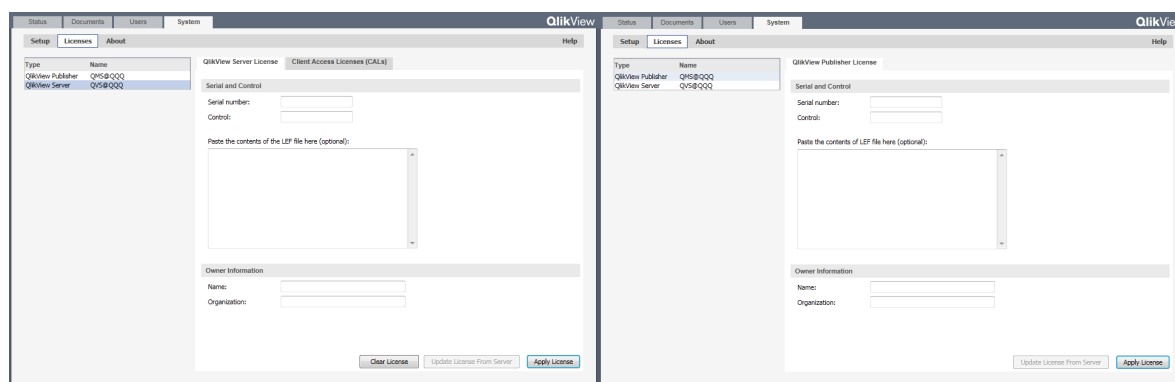 Status Documents Users System QlikView
Setup Licenses About Help
Type Name
QlikView Publisher QMS@QQQ
QlikView Server QVS@QQQ
QlikView Server License Client Access Licenses (CALs)
Serial and Control
Serial number:
Control:
Paste the contents of the LEF file here (optional):
Owner Information
Name:
Organization:
Clear License Update License From Server Apply License
Status Documents Users System QlikVie
Setup Licenses About Help
Type Name
QlikView Publisher QMS@QQQ
QlikView Server QVS@QQQ
QlikView Publisher License
Serial and Control
Serial number:
Control:
Paste the contents of LEF file here (optional):
Owner Information
Name:
Organization:
Update License From Server Apply License